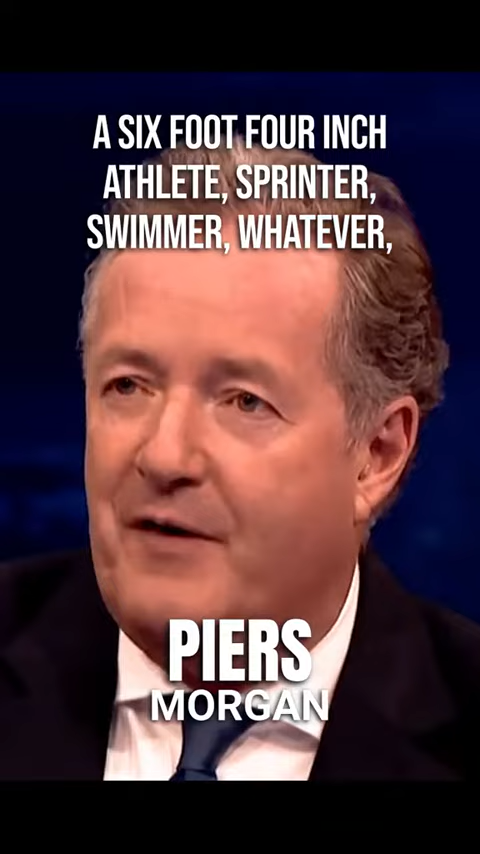 A SIX FOOT FOUR INCH
ATHLETE, SPRINTER,
SWIMMER, WHATEVER,
PIERS
MORGAN